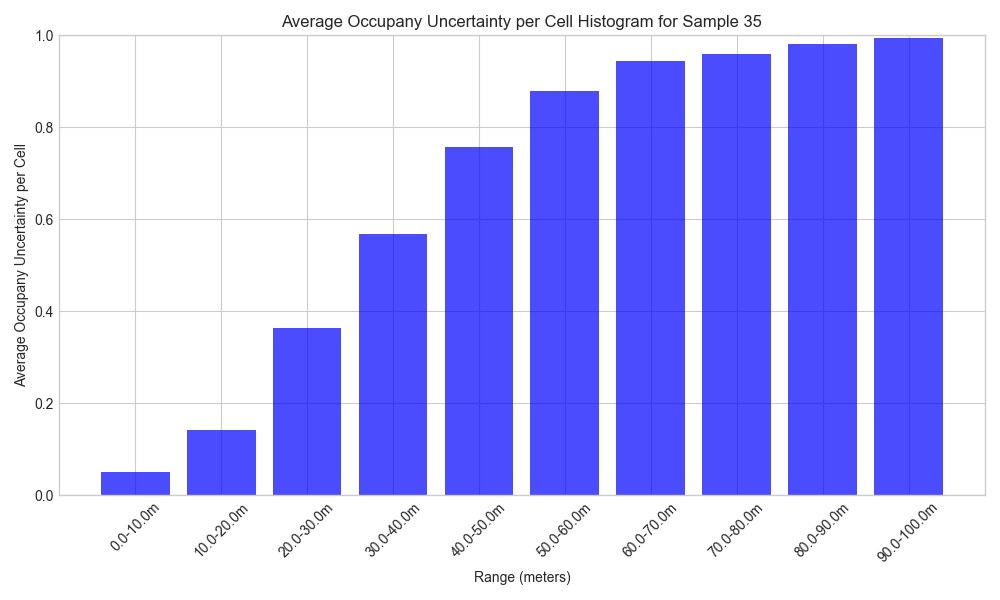 Average Occupany Uncertainty per Cell Histogram for Sample 35
Average Occupany Uncertainty per Cell
1.0
0.8
0.6
0.4
0.2
0.0
0.0-10.0m
10.0-20.0m
20.0-30.0m
30.0-40.0m
40.0-50.0m
50.0-60.0m
60.0-70.0m
70.0-80.0m
80.0-90.0m
90.0-100.0m
Range (meters)